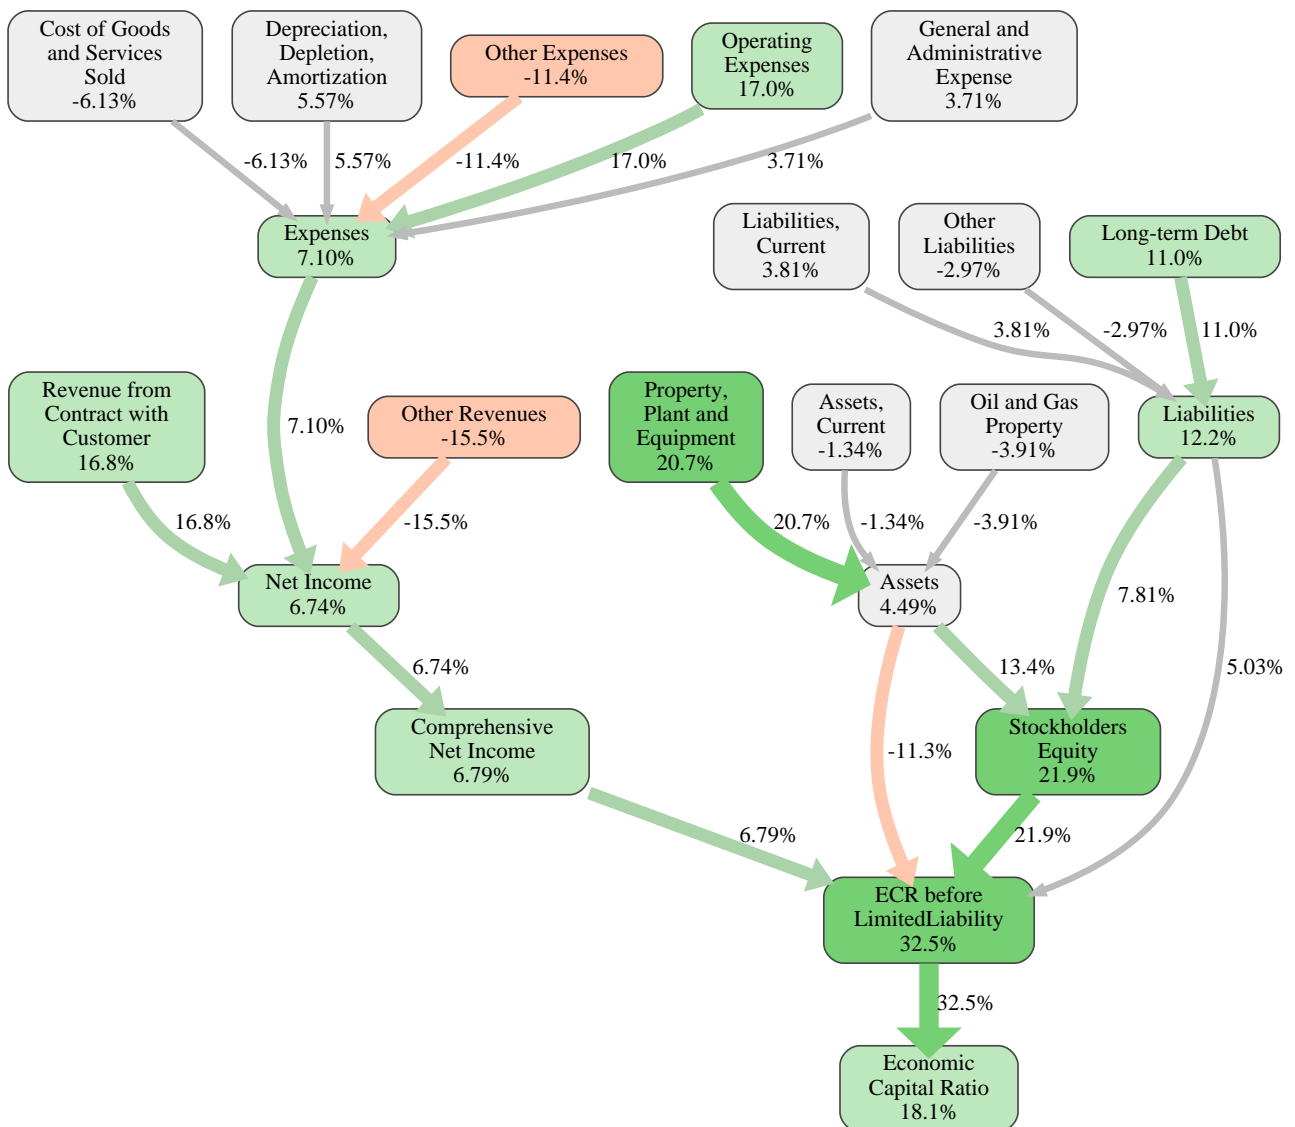 Cost of Goods
and Services
Sold
-6.13%
Depreciation,
Depletion,
Amortization
5.57%
Other Expenses
-11.4%
Operating
Expenses
17.0%
General and
Administrative
Expense
3.71%
-6.13%
5.57%
-11.4%
17.0%
3.71%
Expenses
7.10%
Liabilities,
Current
3.81%
Other
Liabilities
-2.97%
Long-term Debt
11.0%
3.81%
-2.97%
11.0%
Revenue from
Contract with
Customer
16.8%
7.10%
Other Revenues
-15.5%
Property,
Plant and
Equipment
20.7%
Assets,
Current
-1.34%
Oil and Gas
Property
-3.91%
Liabilities
12.2%
16.8%
-15.5%
20.7%
-1.34%
-3.91%
Net Income
6.74%
Assets
4.49%
7.81%
6.74%
13.4%
5.03%
Comprehensive
Net Income
6.79%
-11.3%
Stockholders
Equity
21.9%
6.79%
21.9%
ECR before
LimitedLiability
32.5%
32.5%
Economic
Capital Ratio
18.1%